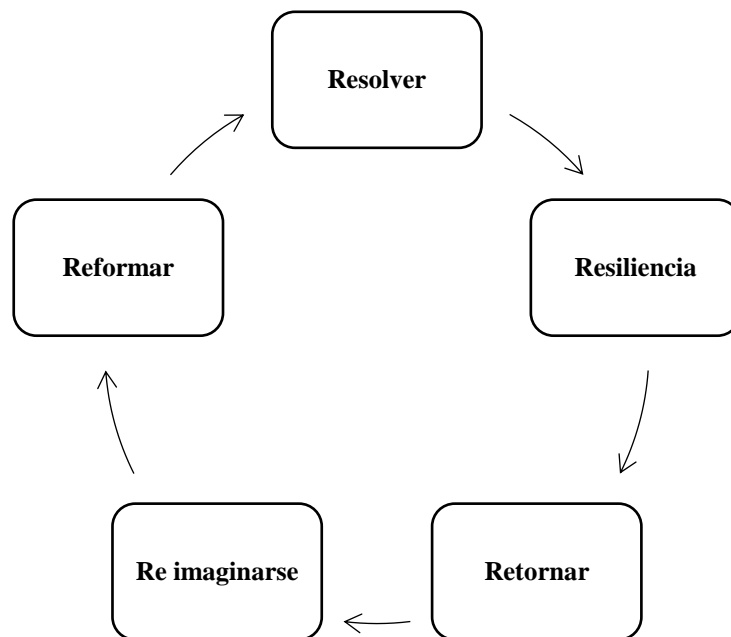 Resolver
Resiliencia
Retornar
Re imaginarse
Reformar